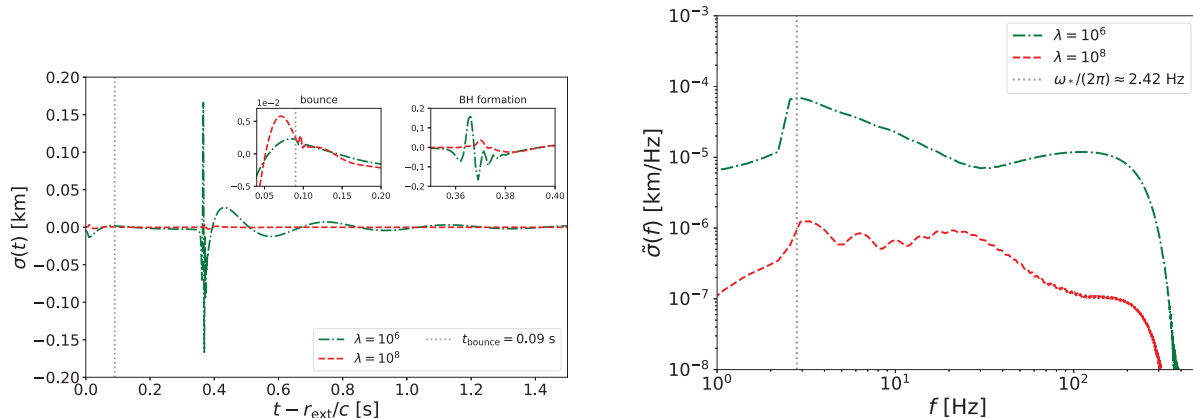 0.20
0.15
0.10
0.05
0.00
−0.05
−0.10
−0.15
−0.20
σ(t) [km]
0.0 0.2 0.4 0.6 0.8 1.0 1.2 1.4
t − r_ext/c [s]
1e−2 bounce
0.5
0.0
−0.5
0.05 0.10 0.15 0.20
BH formation
0.2
0.1
0.0
−0.1
−0.2
0.36 0.38 0.40
λ = 10⁶
λ = 10⁸
t_bounce = 0.09 s
10⁻³
10⁻⁴
10⁻⁵
10⁻⁶
10⁻⁷
10⁻⁸
σ̃(f) [km/Hz]
10⁰ 10¹ 10²
f [Hz]
λ = 10⁶
λ = 10⁸
ω*/(2π) ≈ 2.42 Hz